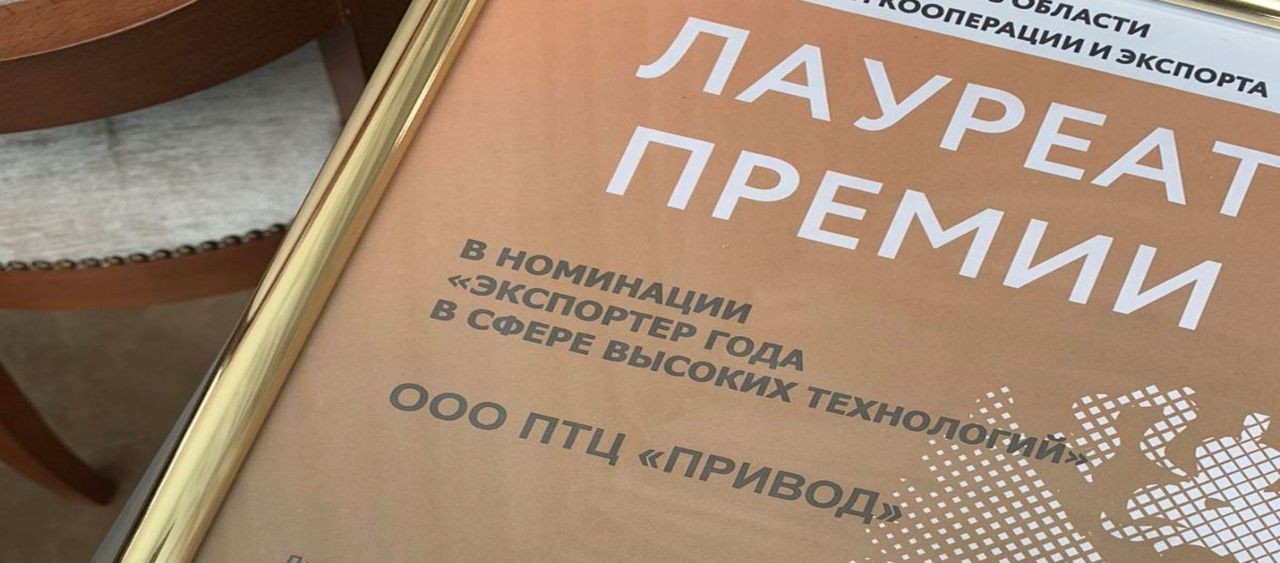 В ОБЛАСТИ
КООПЕРАЦИИ И ЭКСПОРТА
ЛАУРЕАТ
ПРЕМИИ
В НОМИНАЦИИ
«ЭКСПОРТЕР ГОДА
В СФЕРЕ ВЫСОКИХ ТЕХНОЛОГИЙ»
ООО ПТЦ «ПРИВОД»